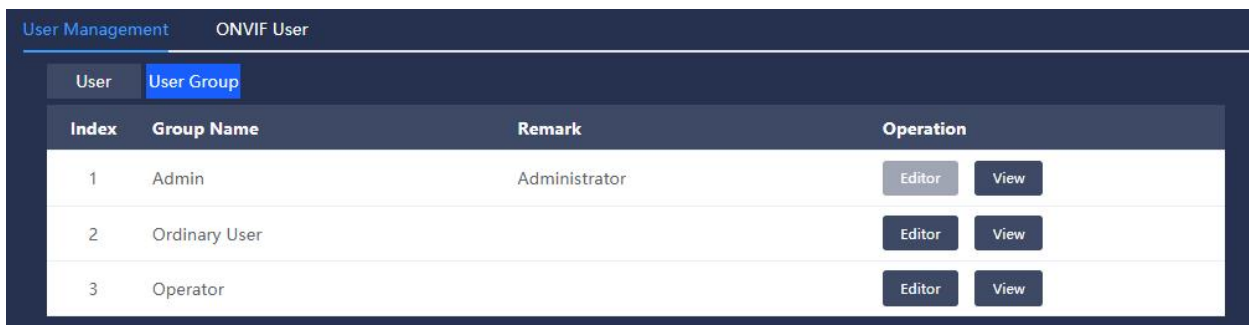 User Management ONVIF User
User User Group
Index Group Name Remark Operation
1 Admin Administrator Editor View
2 Ordinary User Editor View
3 Operator Editor View